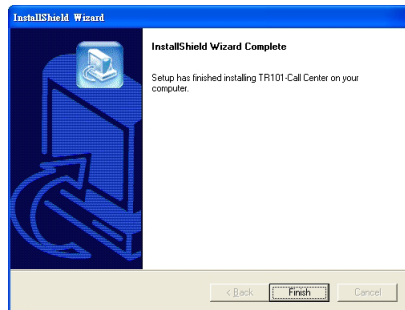 InstallShield Wizard
InstallShield Wizard Complete
Setup has finished installing TR101-Call Center on your
computer.
< Back
Finish
Cancel